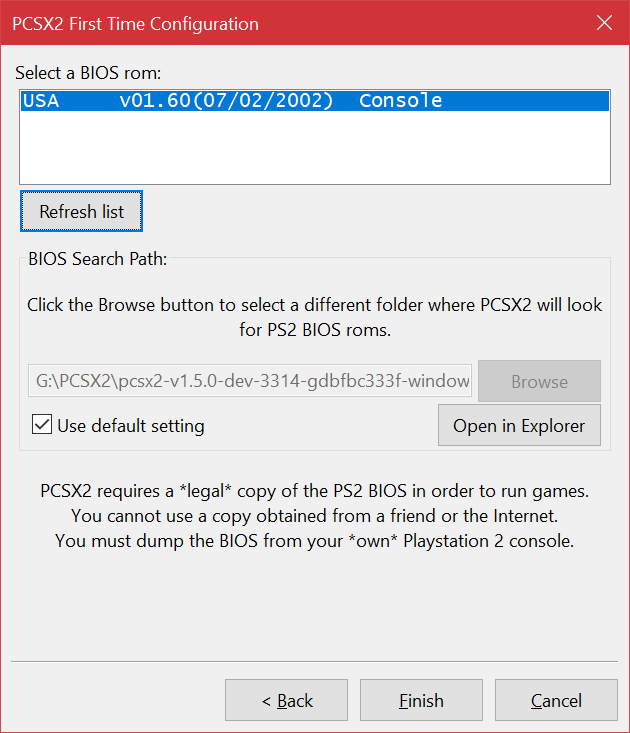 PCSX2 First Time Configuration
Select a BIOS rom:
USA v01.60(07/02/2002) Console
Refresh list
BIOS Search Path:
Click the Browse button to select a different folder where PCSX2 will look
for PS2 BIOS roms.
G:\PCSX2\pcsx2-v1.5.0-dev-3314-gdbfbc333f-window
Browse
Use default setting
Open in Explorer
PCSX2 requires a *legal* copy of the PS2 BIOS in order to run games.
You cannot use a copy obtained from a friend or the Internet.
You must dump the BIOS from your *own* Playstation 2 console.
< Back
Finish
Cancel